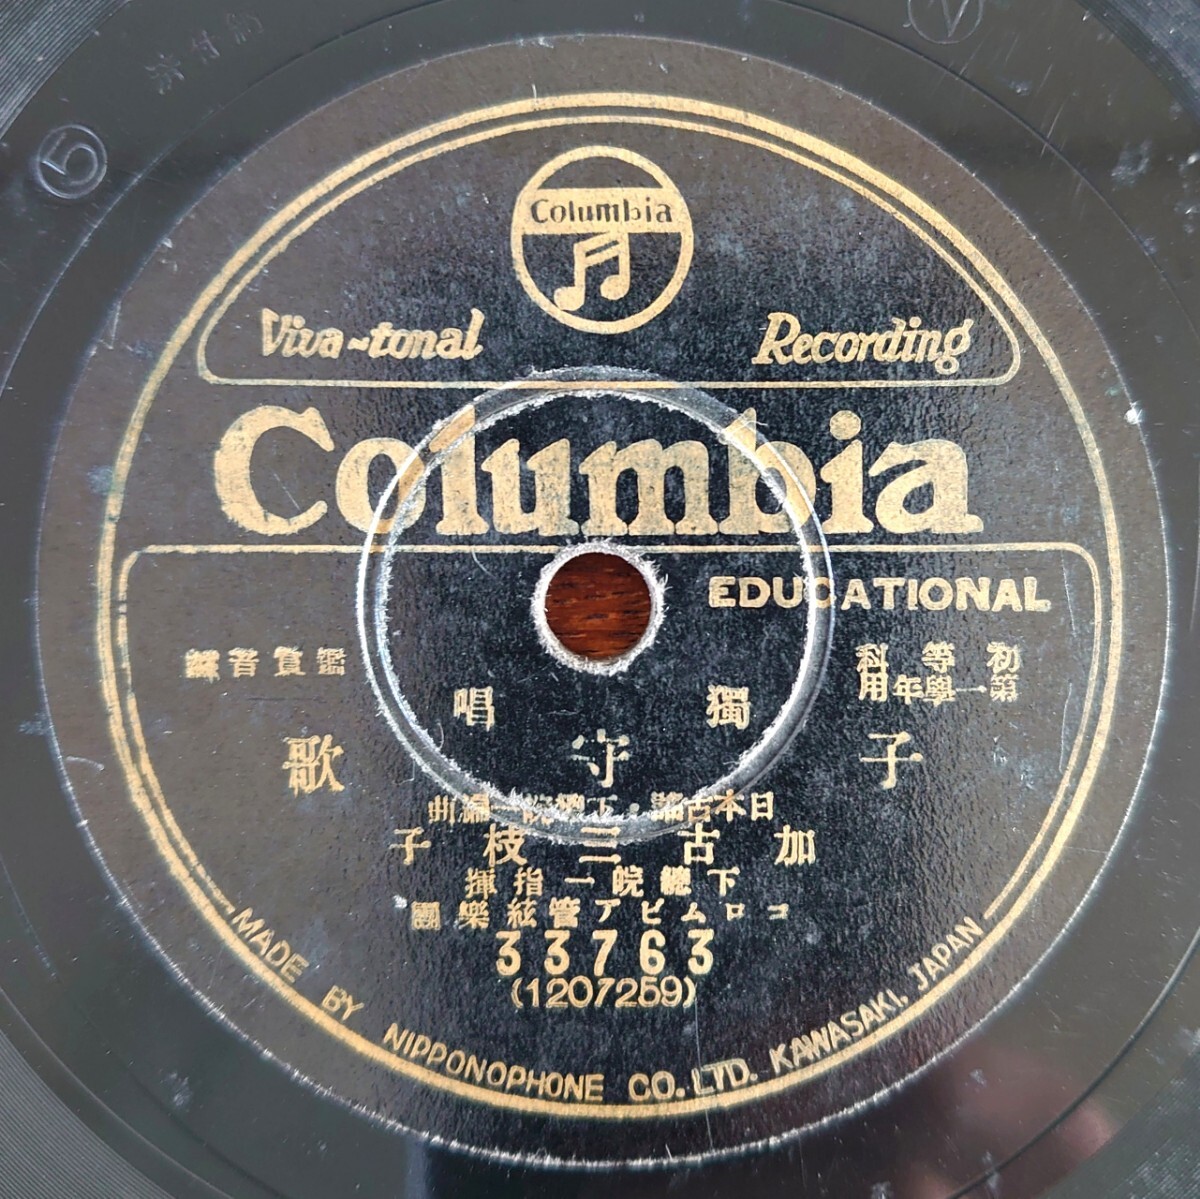 Columbia
Viva-tonal Recording
Columbia
EDUCATIONAL
初等科
第一學年用
鑑賞音譜
獨唱
子守歌
日本古謠・下總皖一編曲
加古三枝子
下總皖一指揮
コロムビア管絃樂團
33763
(1207259)
MADE BY NIPPONOPHONE CO. LTD. KAWASAKI, JAPAN
5
V